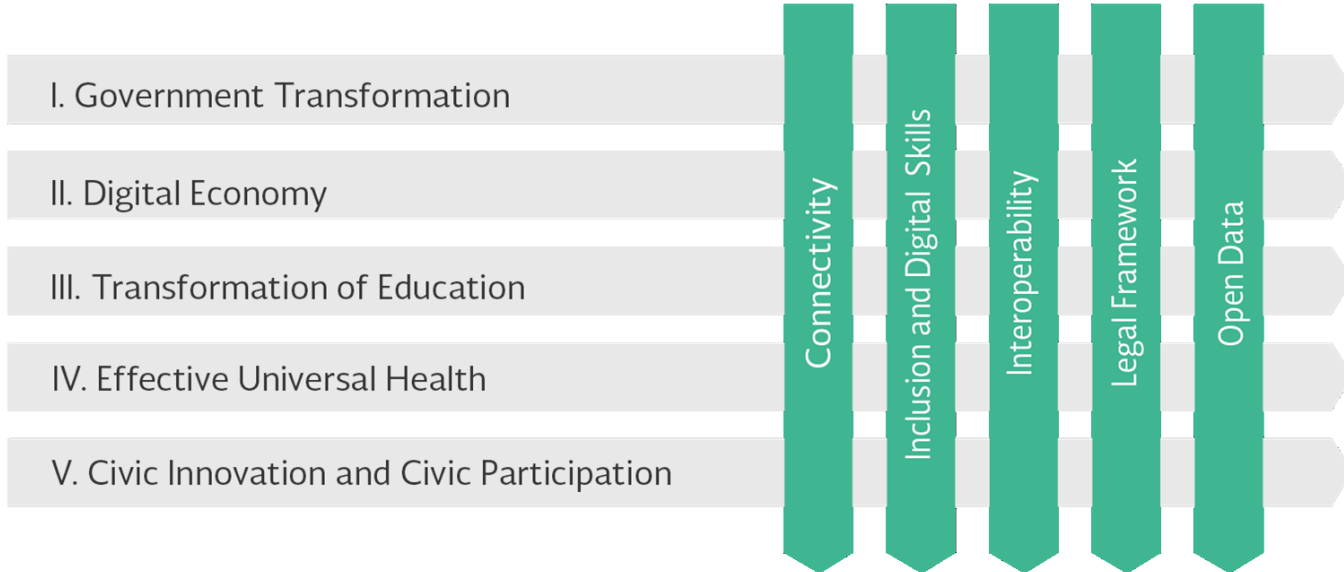 I. Government Transformation
II. Digital Economy
III. Transformation of Education
IV. Effective Universal Health
V. Civic Innovation and Civic Participation
Connectivity
Inclusion and Digital Skills
Interoperability
Legal Framework
Open Data